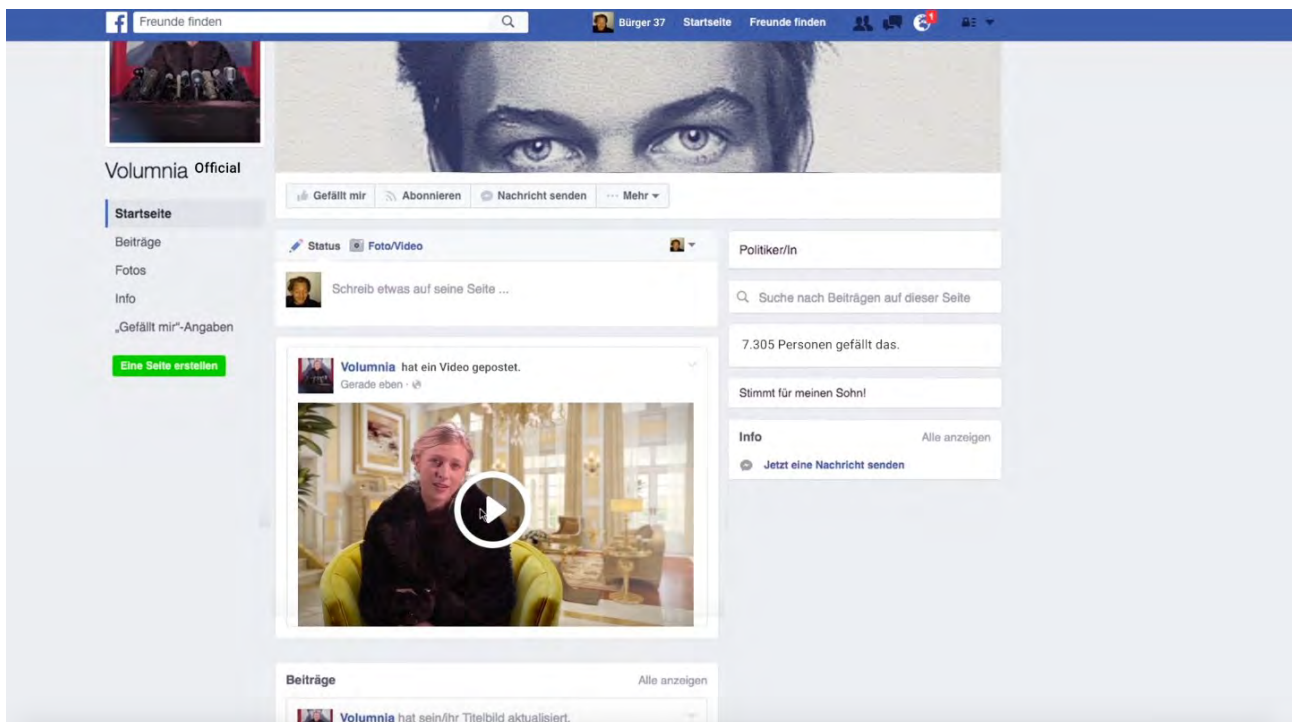 f Freunde finden
Bürger 37 Startseite Freunde finden 1
Volumnia Official
Startseite
Beiträge
Fotos
Info
„Gefällt mir"-Angaben
Eine Seite erstellen
Gefällt mir Abonnieren Nachricht senden ··· Mehr
Status Foto/Video
Schreib etwas auf seine Seite ...
Volumnia hat ein Video gepostet.
Gerade eben ·
Beiträge Alle anzeigen
Volumnia hat sein/ihr Titelbild aktualisiert.
Politiker/In
Suche nach Beiträgen auf dieser Seite
7.305 Personen gefällt das.
Stimmt für meinen Sohn!
Info Alle anzeigen
Jetzt eine Nachricht senden